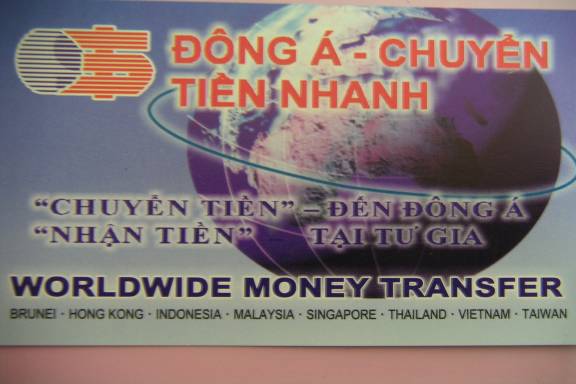 ĐÔNG Á - CHUYỂN
TIỀN NHANH
"CHUYỂN TIỀN" – ĐẾN ĐÔNG Á
"NHẬN TIỀN" – TẠI TƯ GIA
WORLDWIDE MONEY TRANSFER
BRUNEI · HONG KONG · INDONESIA · MALAYSIA · SINGAPORE · THAILAND · VIETNAM · TAIWAN